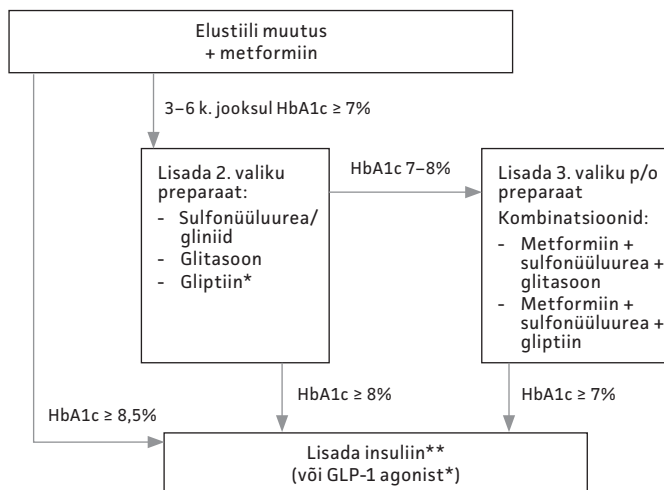 Elustiili muutus
+ metformiin
3–6 k. jooksul HbA1c ≥ 7%
Lisada 2. valiku
preparaat:
- Sulfonüüluurea/
gliniid
- Glitasoon
- Gliptiin*
HbA1c 7–8%
Lisada 3. valiku p/o
preparaat
Kombinatsioonid:
- Metformiin +
sulfonüüluurea +
glitasoon
- Metformiin +
sulfonüüluurea +
gliptiin
HbA1c ≥ 8,5%
HbA1c ≥ 8%
HbA1c ≥ 7%
Lisada insuliin**
(või GLP-1 agonist*)